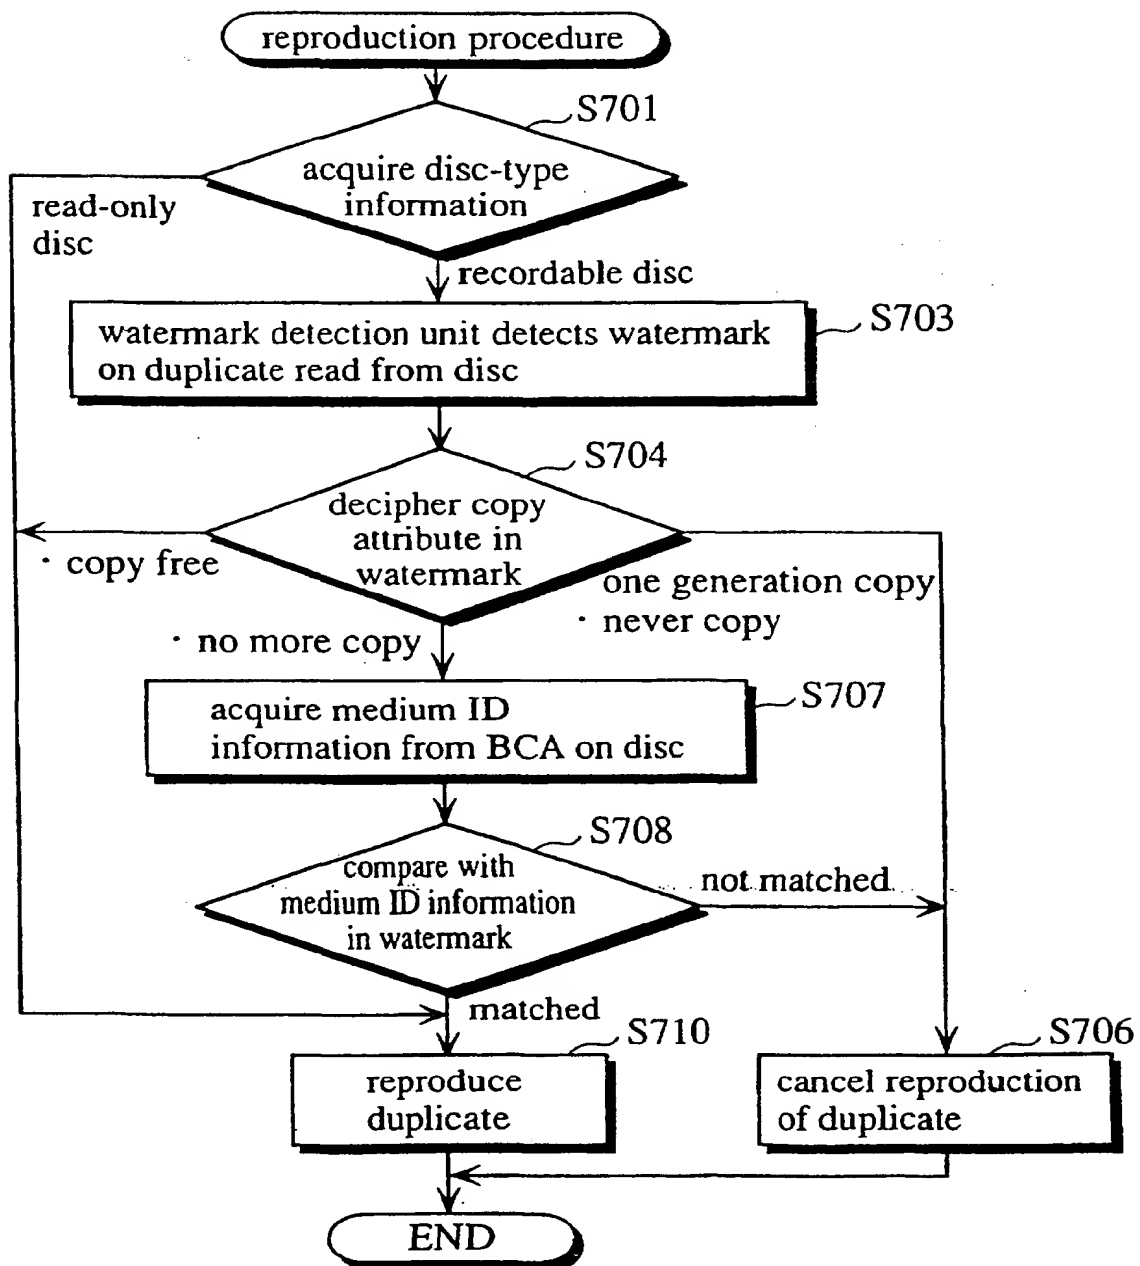 reproduction procedure
S701
acquire disc-type
information
read-only
disc
recordable disc
S703
watermark detection unit detects watermark
on duplicate read from disc
S704
decipher copy
attribute in
watermark
· copy free
one generation copy
· never copy
· no more copy
S707
acquire medium ID
information from BCA on disc
S708
compare with
medium ID information
in watermark
not matched
matched
S710
S706
reproduce
duplicate
cancel reproduction
of duplicate
END